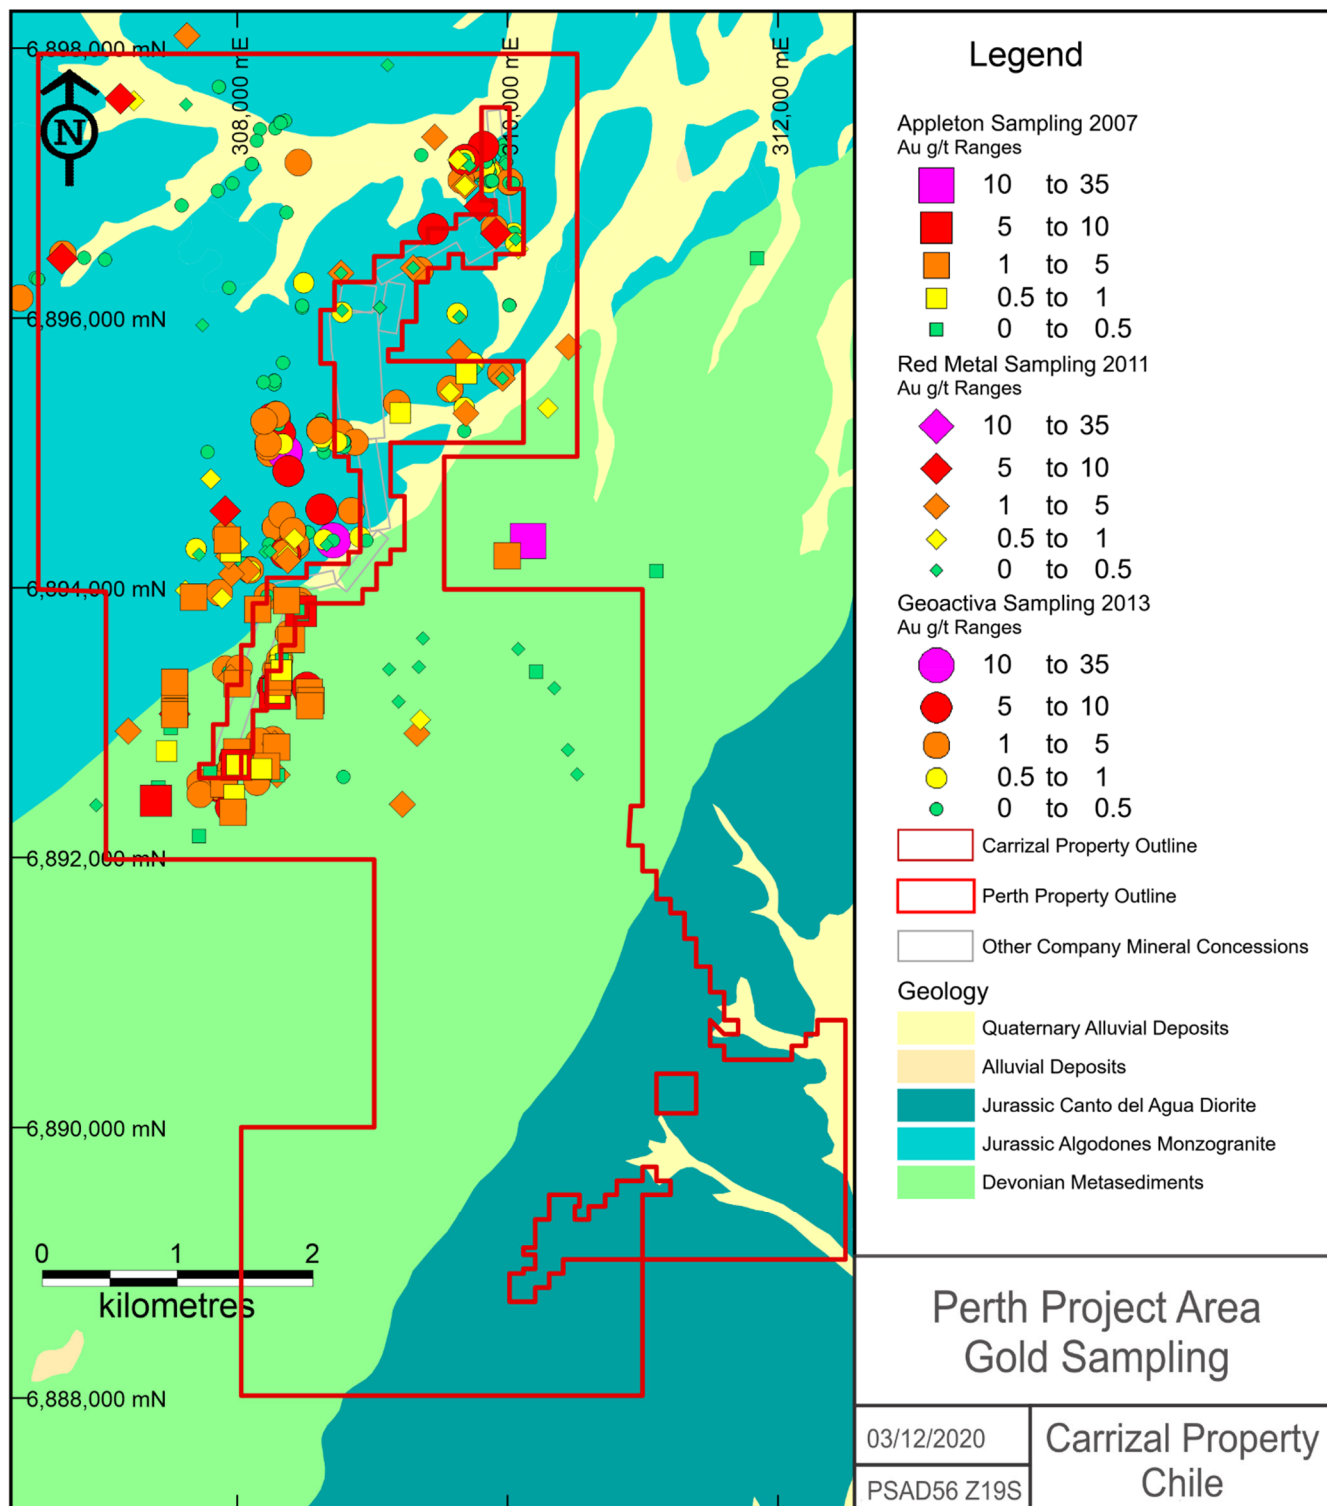 6,898,000 mN
308,000 mE
310,000 mE
312,000 mE
N
6,896,000 mN
6,894,000 mN
6,892,000 mN
6,890,000 mN
6,888,000 mN
0 1 2
kilometres
Legend
Appleton Sampling 2007
Au g/t Ranges
10 to 35
5 to 10
1 to 5
0.5 to 1
0 to 0.5
Red Metal Sampling 2011
Au g/t Ranges
10 to 35
5 to 10
1 to 5
0.5 to 1
0 to 0.5
Geoactiva Sampling 2013
Au g/t Ranges
10 to 35
5 to 10
1 to 5
0.5 to 1
0 to 0.5
Carrizal Property Outline
Perth Property Outline
Other Company Mineral Concessions
Geology
Quaternary Alluvial Deposits
Alluvial Deposits
Jurassic Canto del Agua Diorite
Jurassic Algodones Monzogranite
Devonian Metasediments
Perth Project Area
Gold Sampling
03/12/2020
PSAD56 Z19S
Carrizal Property
Chile